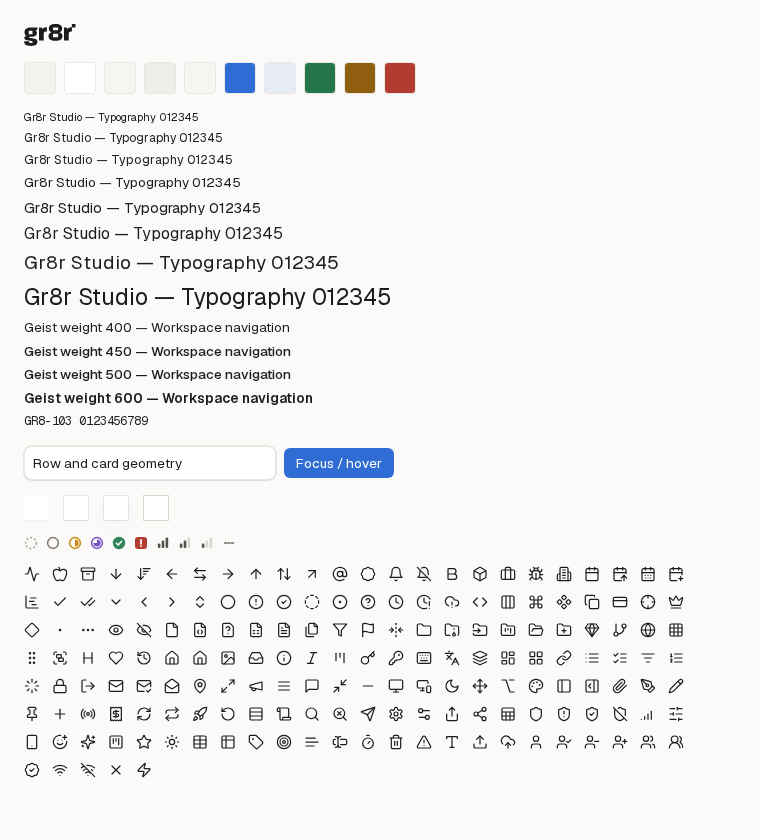 gr8r
Gr8r Studio — Typography 012345
Gr8r Studio — Typography 012345
Gr8r Studio — Typography 012345
Gr8r Studio — Typography 012345
Gr8r Studio — Typography 012345
Gr8r Studio — Typography 012345
Gr8r Studio — Typography 012345
Gr8r Studio — Typography 012345
Geist weight 400 — Workspace navigation
Geist weight 450 — Workspace navigation
Geist weight 500 — Workspace navigation
Geist weight 600 — Workspace navigation
GR8-103 0123456789
Row and card geometry
Focus / hover